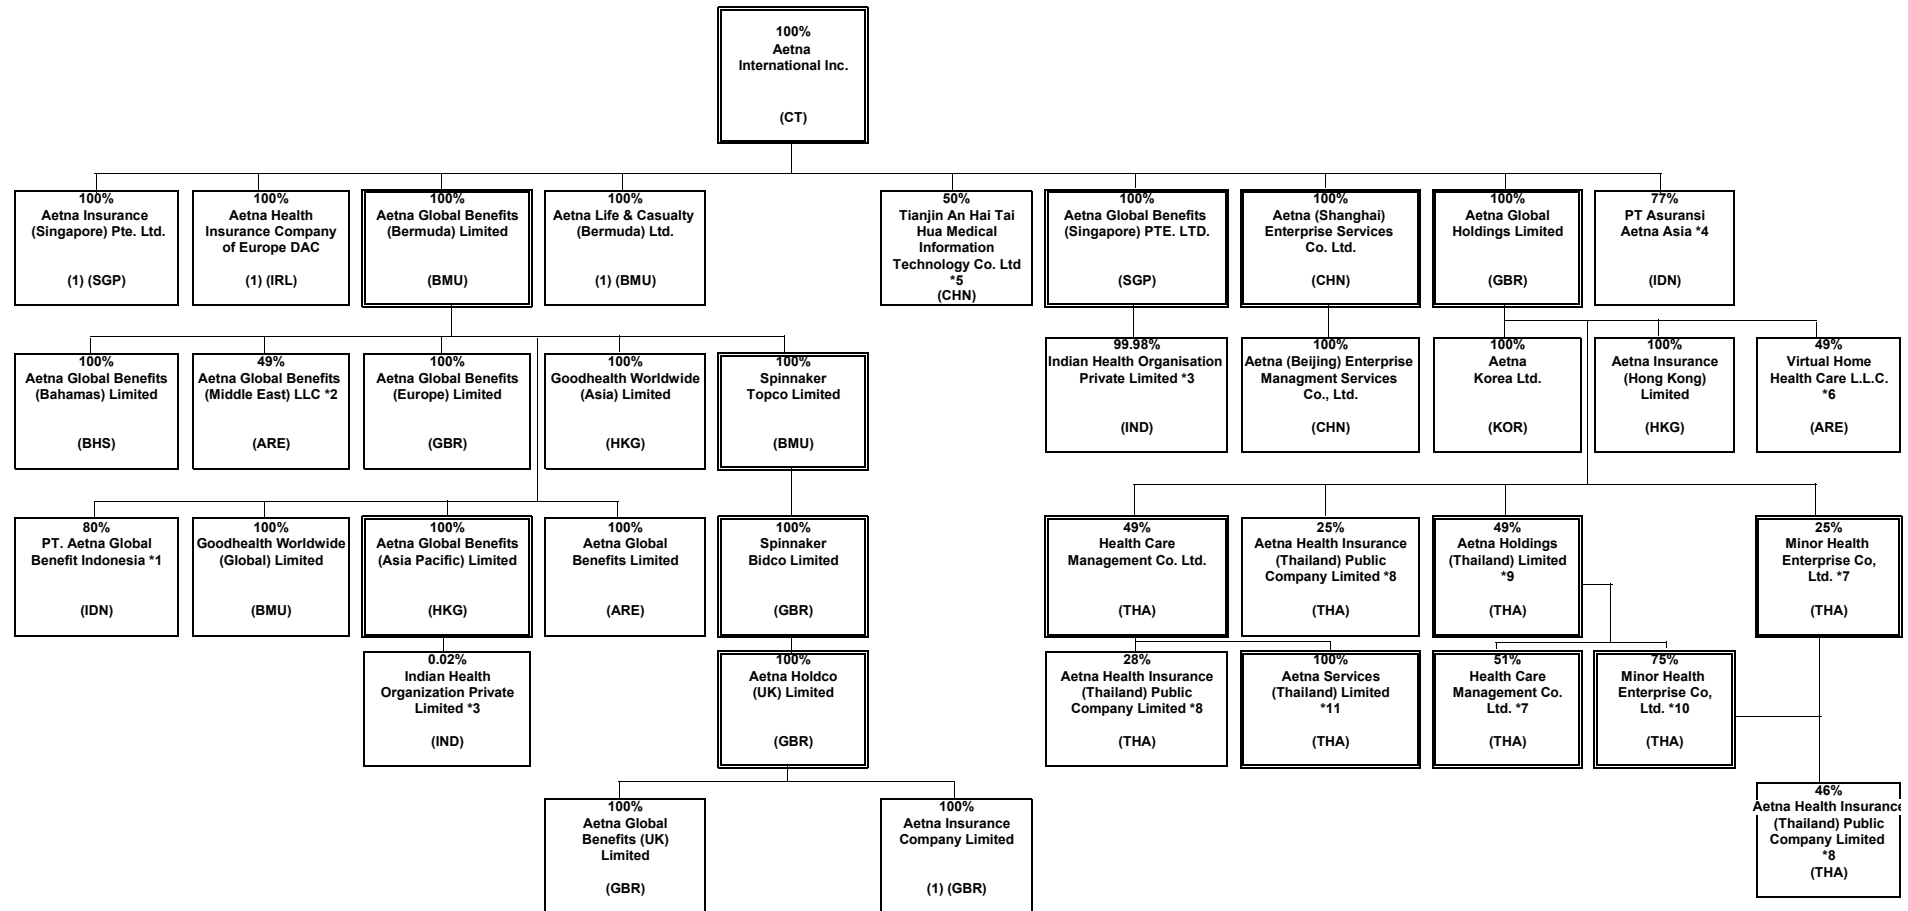 100%
Aetna
International Inc.
(CT)
100%
Aetna Insurance
(Singapore) Pte. Ltd.
(1) (SGP)
100%
Aetna Health
Insurance Company
of Europe DAC
(1) (IRL)
100%
Aetna Global Benefits
(Bermuda) Limited
(BMU)
100%
Aetna Life & Casualty
(Bermuda) Ltd.
(1) (BMU)
50%
Tianjin An Hai Tai
Hua Medical
Information
Technology Co. Ltd
*5
(CHN)
100%
Aetna Global Benefits
(Singapore) PTE. LTD.
(SGP)
100%
Aetna (Shanghai)
Enterprise Services
Co. Ltd.
(CHN)
100%
Aetna Global
Holdings Limited
(GBR)
77%
PT Asuransi
Aetna Asia *4
(IDN)
100%
Aetna Global Benefits
(Bahamas) Limited
(BHS)
49%
Aetna Global Benefits
(Middle East) LLC *2
(ARE)
100%
Aetna Global Benefits
(Europe) Limited
(GBR)
100%
Goodhealth Worldwide
(Asia) Limited
(HKG)
100%
Spinnaker
Topco Limited
(BMU)
99.98%
Indian Health Organisation
Private Limited *3
(IND)
100%
Aetna (Beijing) Enterprise
Managment Services
Co., Ltd.
(CHN)
100%
Aetna
Korea Ltd.
(KOR)
100%
Aetna Insurance
(Hong Kong)
Limited
(HKG)
49%
Virtual Home
Health Care L.L.C.
*6
(ARE)
80%
PT. Aetna Global
Benefit Indonesia *1
(IDN)
100%
Goodhealth Worldwide
(Global) Limited
(BMU)
100%
Aetna Global Benefits
(Asia Pacific) Limited
(HKG)
100%
Aetna Global
Benefits Limited
(ARE)
100%
Spinnaker
Bidco Limited
(GBR)
49%
Health Care
Management Co. Ltd.
(THA)
25%
Aetna Health Insurance
(Thailand) Public
Company Limited *8
(THA)
49%
Aetna Holdings
(Thailand) Limited
*9
(THA)
25%
Minor Health
Enterprise Co,
Ltd. *7
(THA)
0.02%
Indian Health
Organization Private
Limited *3
(IND)
100%
Aetna Holdco
(UK) Limited
(GBR)
28%
Aetna Health Insurance
(Thailand) Public
Company Limited *8
(THA)
100%
Aetna Services
(Thailand) Limited
*11
(THA)
51%
Health Care
Management Co.
Ltd. *7
(THA)
75%
Minor Health
Enterprise Co,
Ltd. *10
(THA)
100%
Aetna Global
Benefits (UK)
Limited
(GBR)
100%
Aetna Insurance
Company Limited
(1) (GBR)
46%
Aetna Health Insurance
(Thailand) Public
Company Limited
*8
(THA)